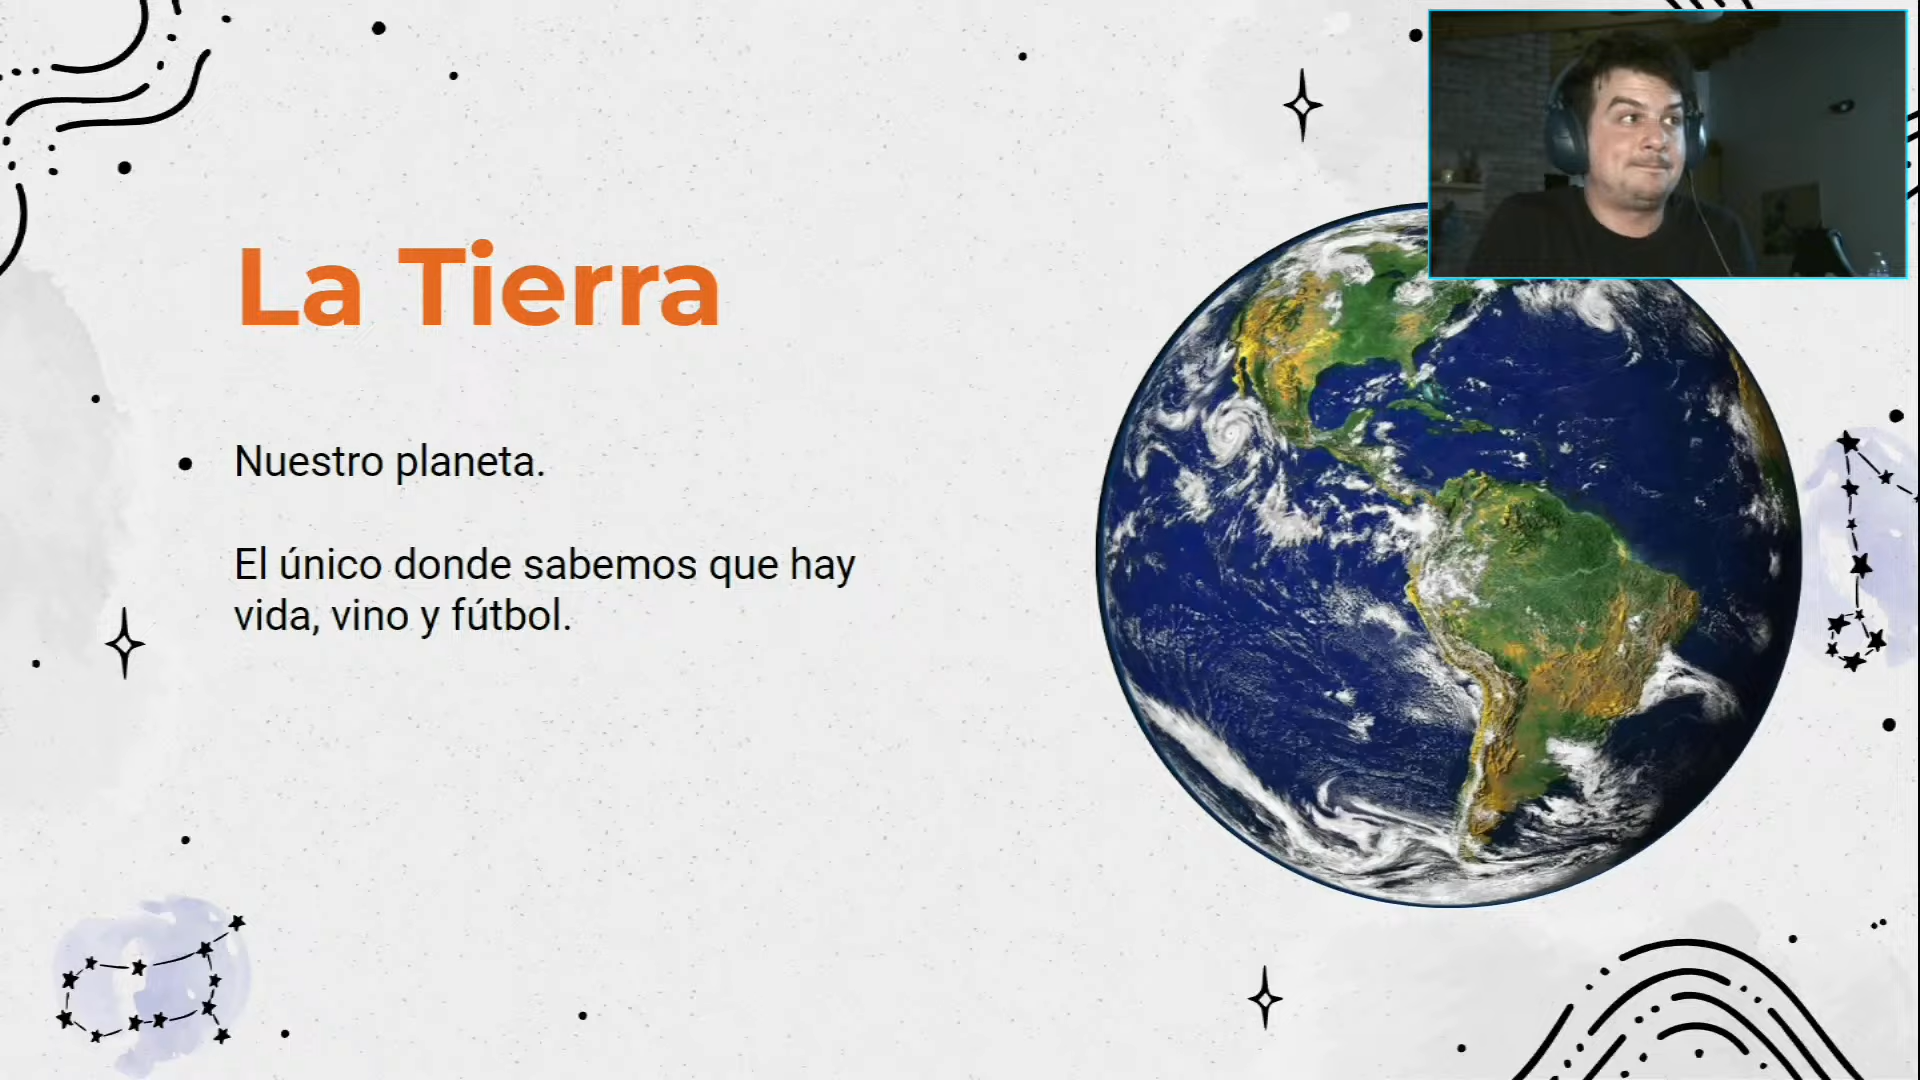 La Tierra
Nuestro planeta.
El único donde sabemos que hay
vida, vino y fútbol.